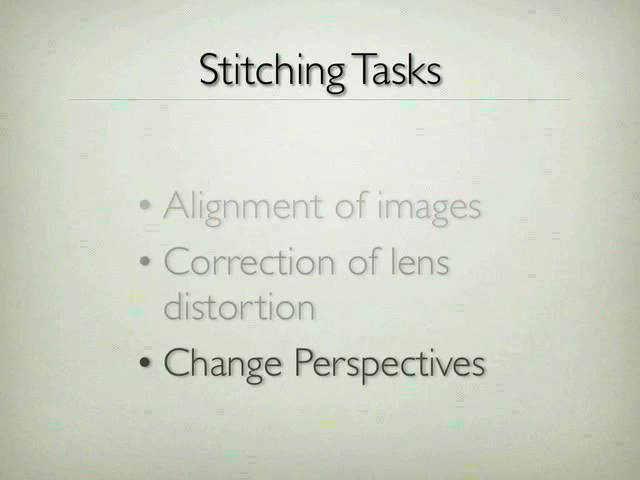 Stitching Tasks
• Alignment of images
• Correction of lens
distortion
• Change Perspectives